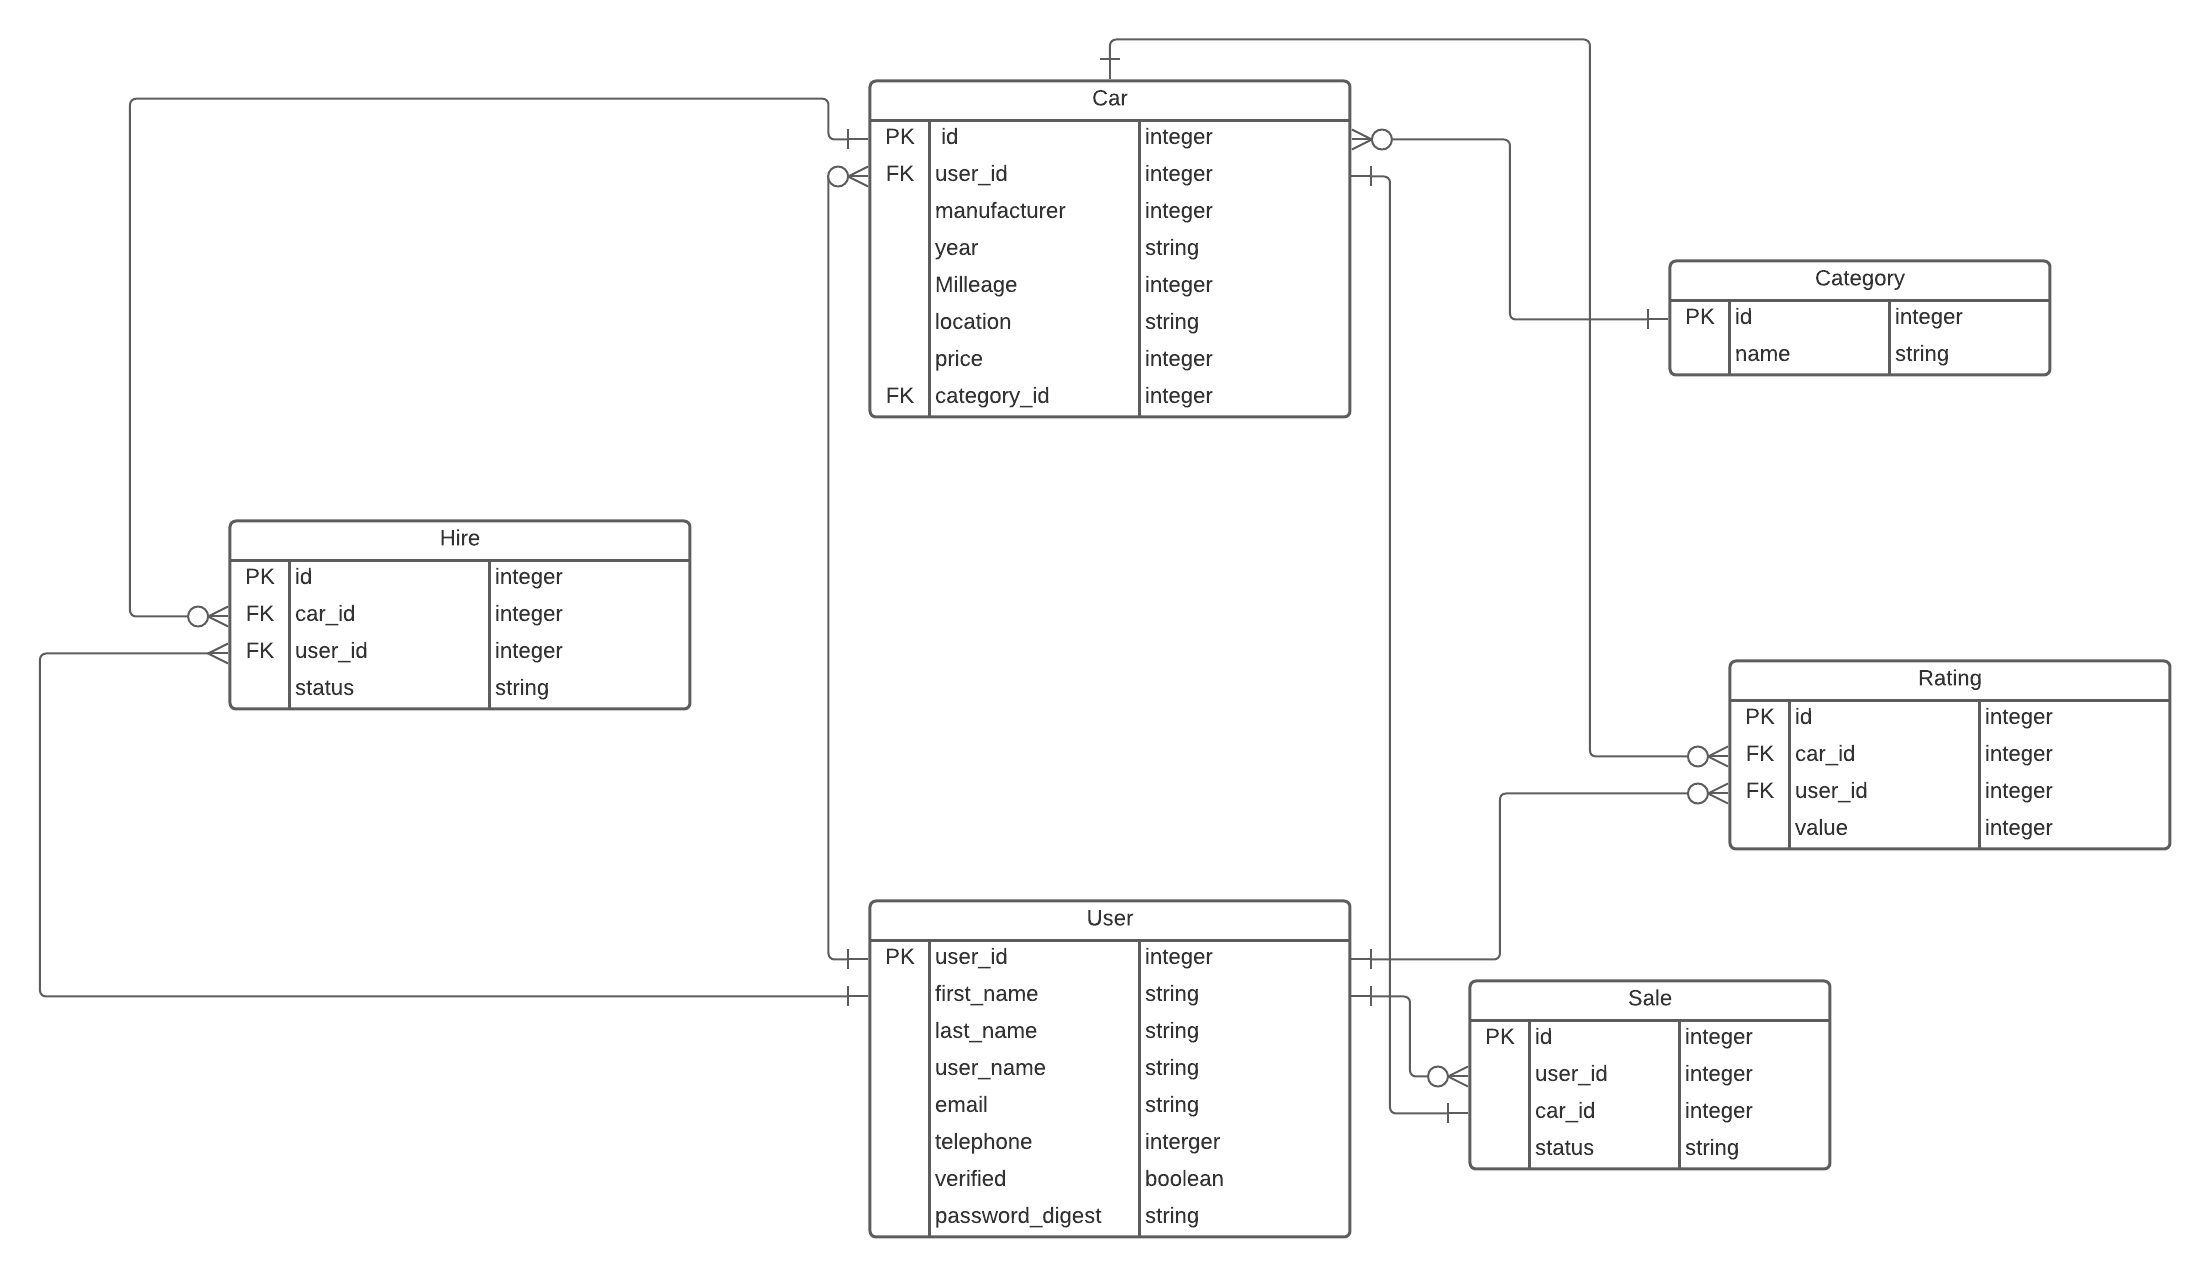 Car
PK id integer
FK user_id integer
manufacturer integer
year string
Milleage integer
location string
price integer
FK category_id integer
Category
PK id integer
name string
Hire
PK id integer
FK car_id integer
FK user_id integer
status string
Rating
PK id integer
FK car_id integer
FK user_id integer
value integer
User
PK user_id integer
first_name string
last_name string
user_name string
email string
telephone interger
verified boolean
password_digest string
Sale
PK id integer
user_id integer
car_id integer
status string